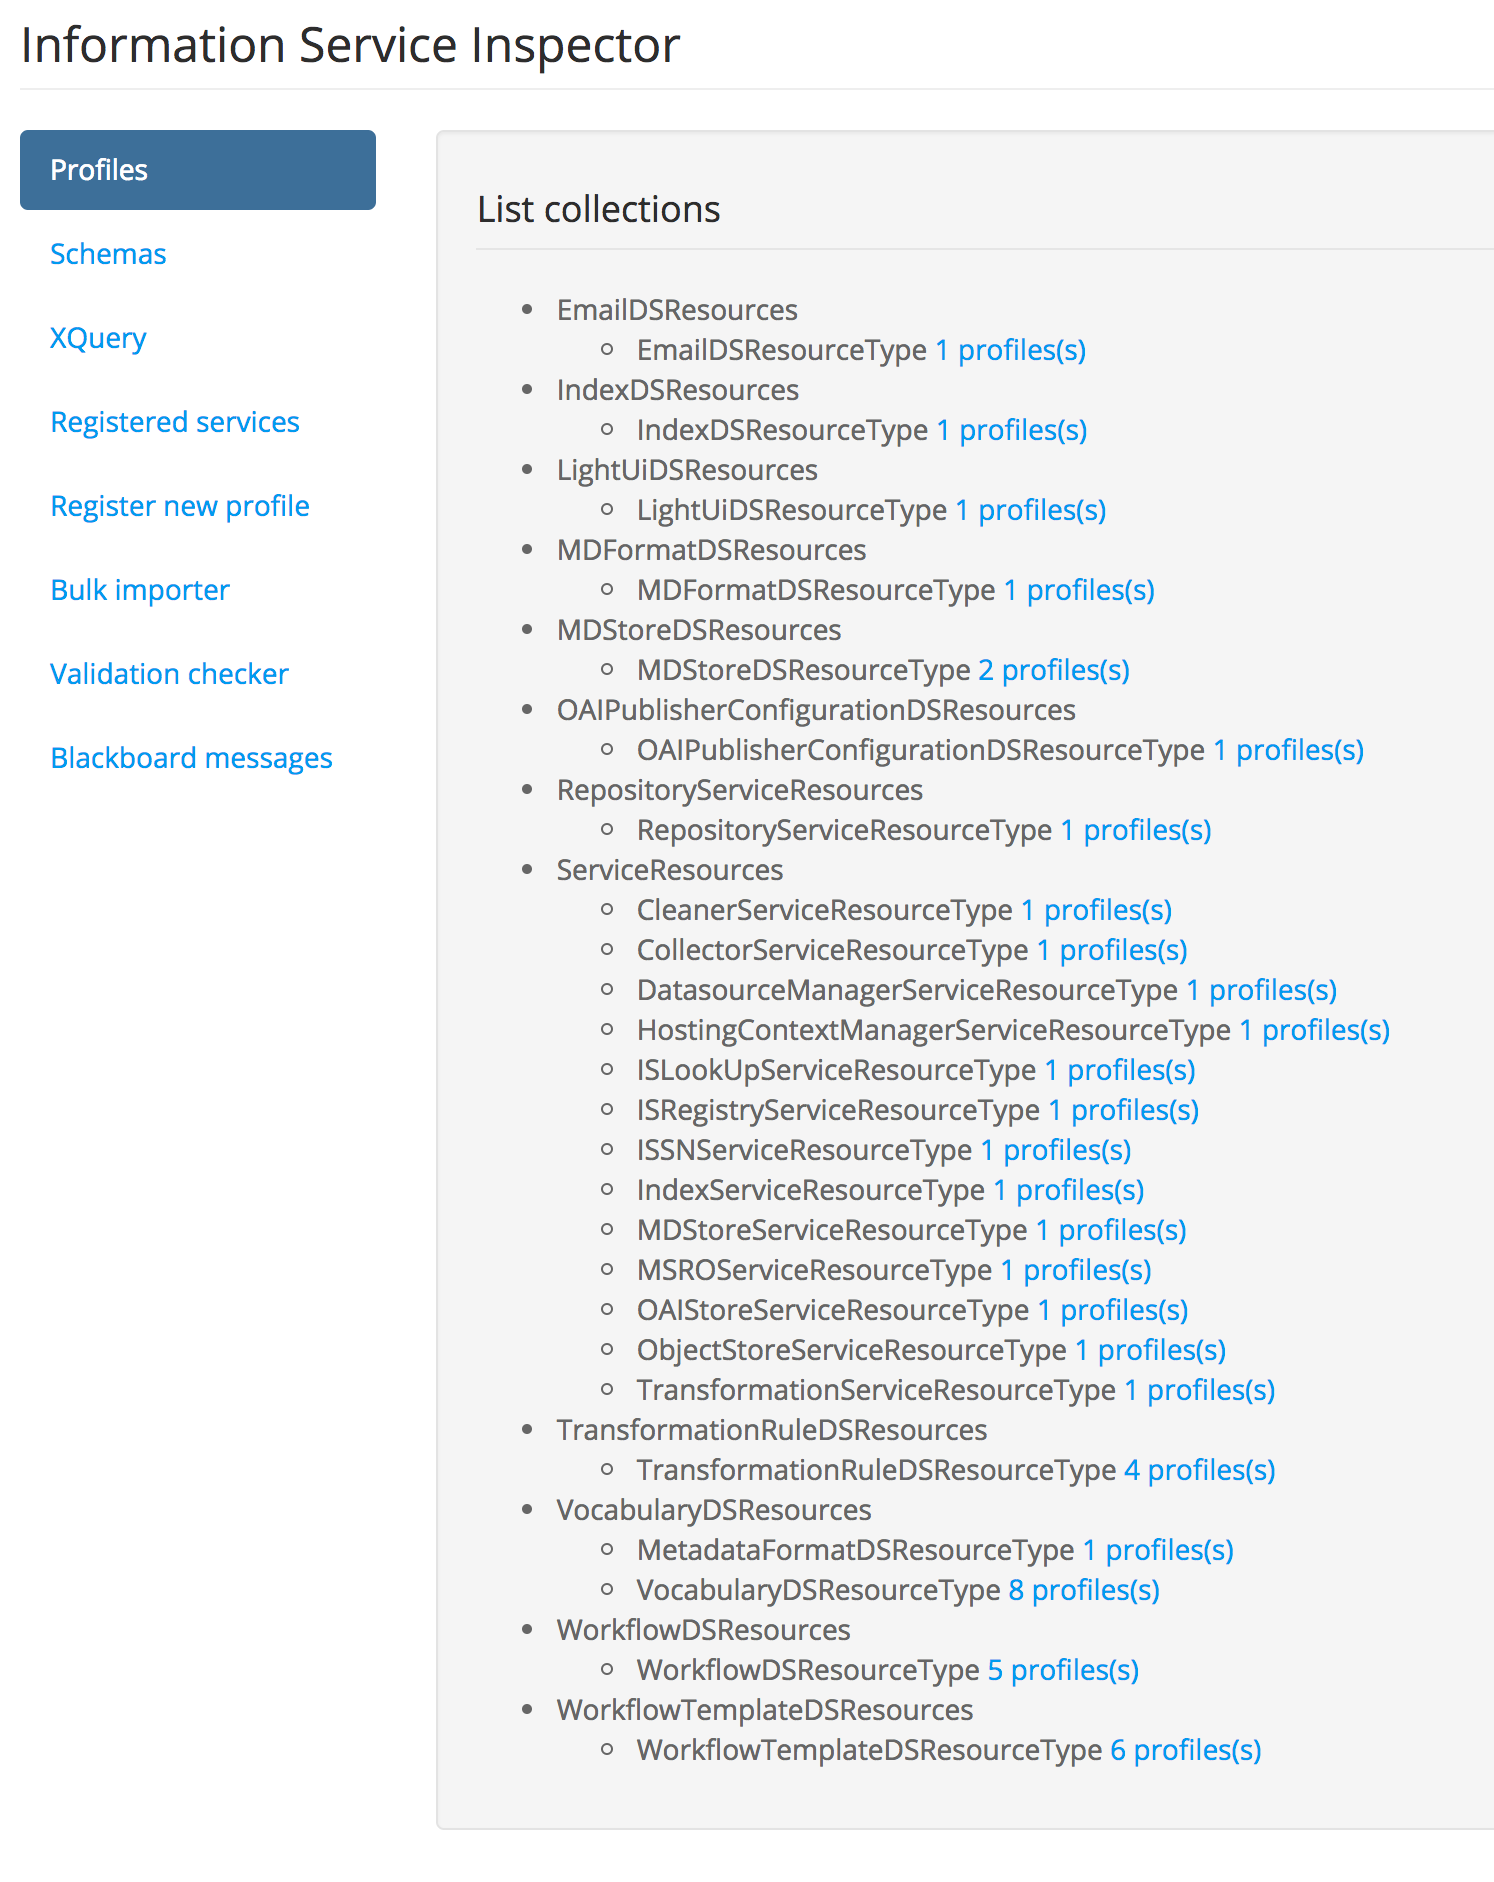 Information Service Inspector
Profiles
Schemas
XQuery
Registered services
Register new profile
Bulk importer
Validation checker
Blackboard messages
List collections
EmailDSResources
EmailDSResourceType 1 profiles(s)
IndexDSResources
IndexDSResourceType 1 profiles(s)
LightUiDSResources
LightUiDSResourceType 1 profiles(s)
MDFormatDSResources
MDFormatDSResourceType 1 profiles(s)
MDStoreDSResources
MDStoreDSResourceType 2 profiles(s)
OAIPublisherConfigurationDSResources
OAIPublisherConfigurationDSResourceType 1 profiles(s)
RepositoryServiceResources
RepositoryServiceResourceType 1 profiles(s)
ServiceResources
CleanerServiceResourceType 1 profiles(s)
CollectorServiceResourceType 1 profiles(s)
DatasourceManagerServiceResourceType 1 profiles(s)
HostingContextManagerServiceResourceType 1 profiles(s)
ISLookUpServiceResourceType 1 profiles(s)
ISRegistryServiceResourceType 1 profiles(s)
ISSNServiceResourceType 1 profiles(s)
IndexServiceResourceType 1 profiles(s)
MDStoreServiceResourceType 1 profiles(s)
MSROServiceResourceType 1 profiles(s)
OAIStoreServiceResourceType 1 profiles(s)
ObjectStoreServiceResourceType 1 profiles(s)
TransformationServiceResourceType 1 profiles(s)
TransformationRuleDSResources
TransformationRuleDSResourceType 4 profiles(s)
VocabularyDSResources
MetadataFormatDSResourceType 1 profiles(s)
VocabularyDSResourceType 8 profiles(s)
WorkflowDSResources
WorkflowDSResourceType 5 profiles(s)
WorkflowTemplateDSResources
WorkflowTemplateDSResourceType 6 profiles(s)